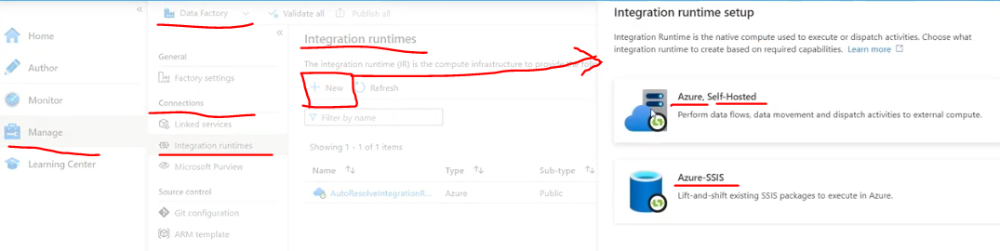 Home
Author
Monitor
Manage
Learning Center
Data Factory
Validate all
Publish all
General
Factory settings
Connections
Linked services
Integration runtimes
Microsoft Purview
Source control
Git configuration
ARM template
Integration runtimes
The integration runtime (IR) is the compute infrastructure to provide the
New
Refresh
Filter by name
Showing 1 - 1 of 1 items
Name Type Sub-type
AutoResolveIntegrationR... Azure Public
Integration runtime setup
Integration Runtime is the native compute used to execute or dispatch activities. Choose what
integration runtime to create based on required capabilities. Learn more
Azure, Self-Hosted
Perform data flows, data movement and dispatch activities to external compute.
Azure-SSIS
Lift-and-shift existing SSIS packages to execute in Azure.